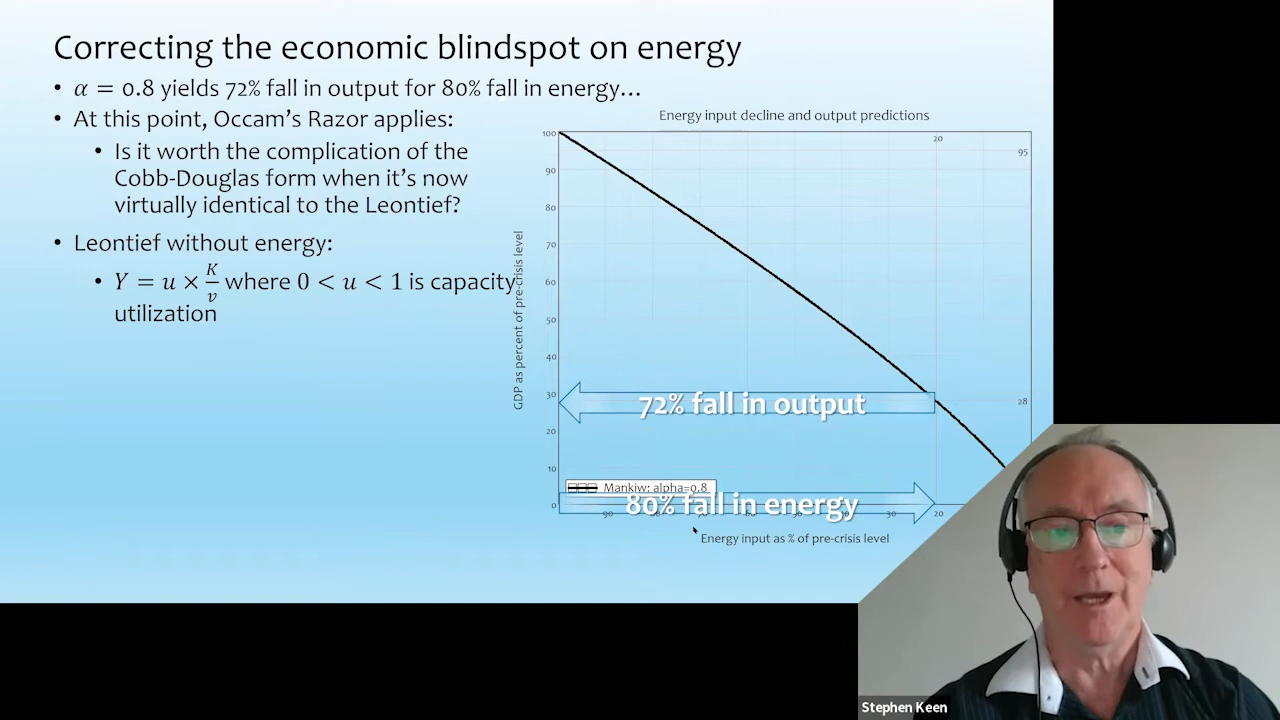 Correcting the economic blindspot on energy
• α = 0.8 yields 72% fall in output for 80% fall in energy…
• At this point, Occam's Razor applies:
• Is it worth the complication of the
Cobb-Douglas form when it's now
virtually identical to the Leontief?
• Leontief without energy:
• Y = u × K/v where 0 < u < 1 is capacity
utilization
Energy input decline and output predictions
GDP as percent of pre-crisis level
100
90
80
70
60
50
40
30
20
10
0
20
95
28
72% fall in output
Mankiw: alpha=0.8
80% fall in energy
90
20
Energy input as % of pre-crisis level
Stephen Keen